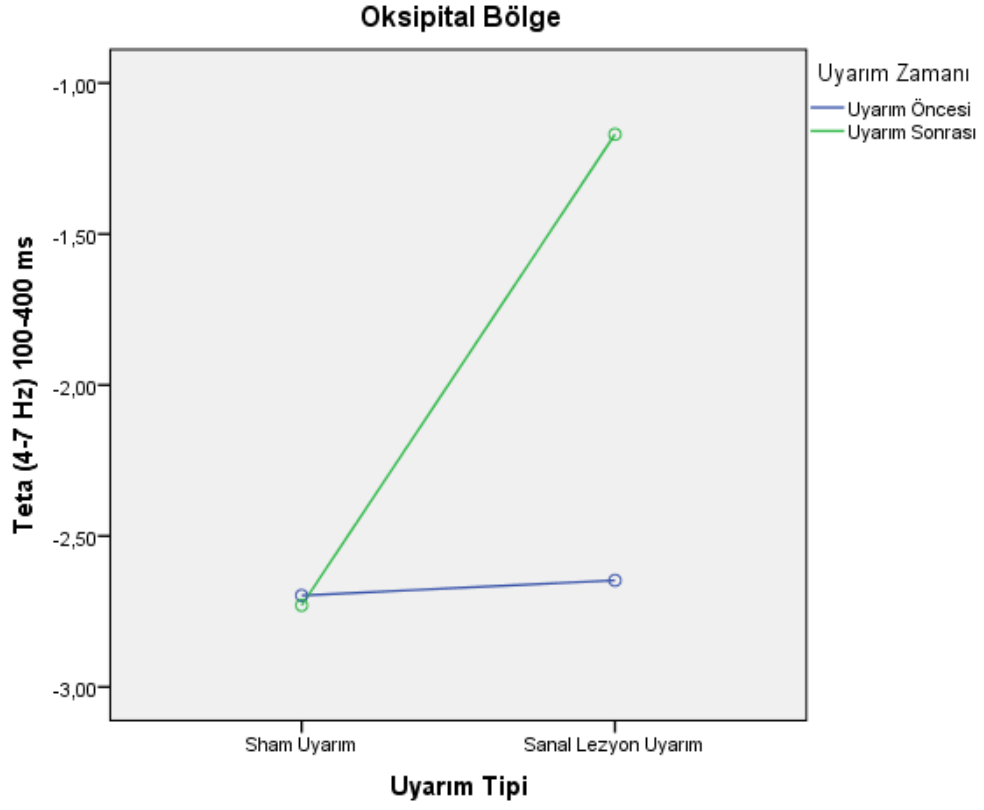 Oksipital Bölge
Uyarım Zamanı
Uyarım Öncesi
Uyarım Sonrası
Teta (4-7 Hz) 100-400 ms
-1,00
-1,50
-2,00
-2,50
-3,00
Sham Uyarım
Sanal Lezyon Uyarım
Uyarım Tipi